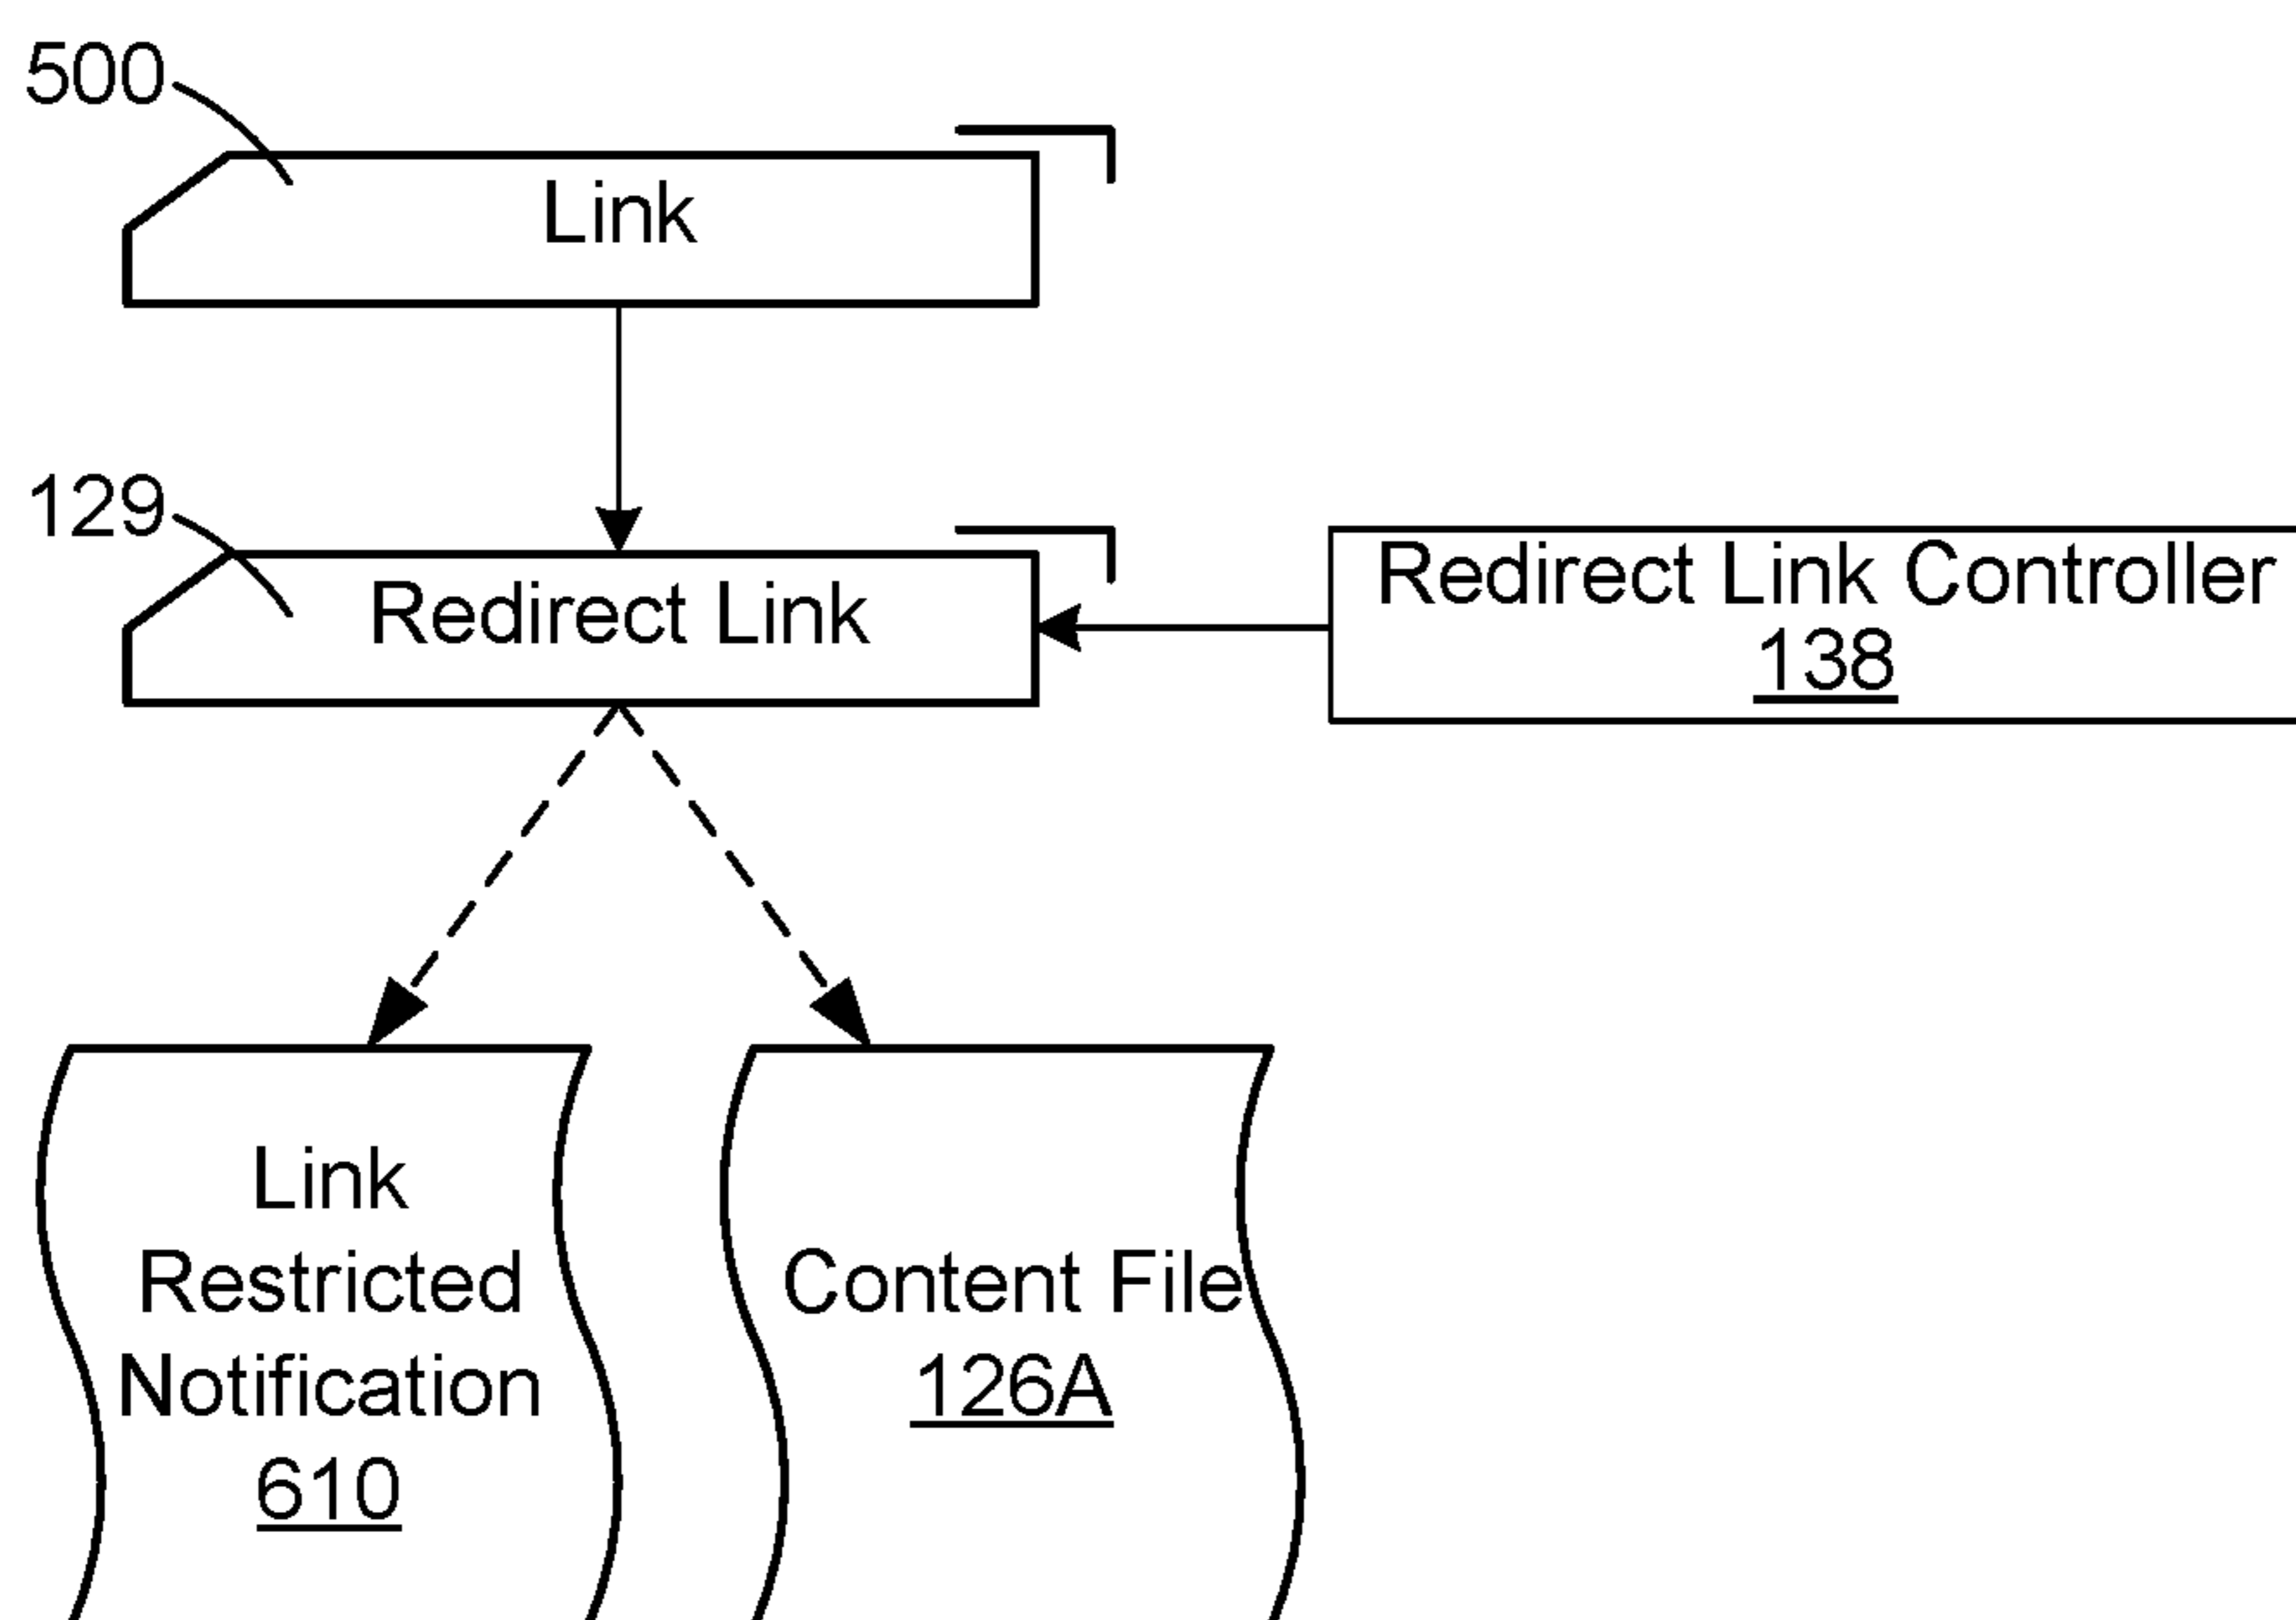 500
Link
129
Redirect Link
Redirect Link Controller
138
Link
Restricted
Notification
610
Content File
126A